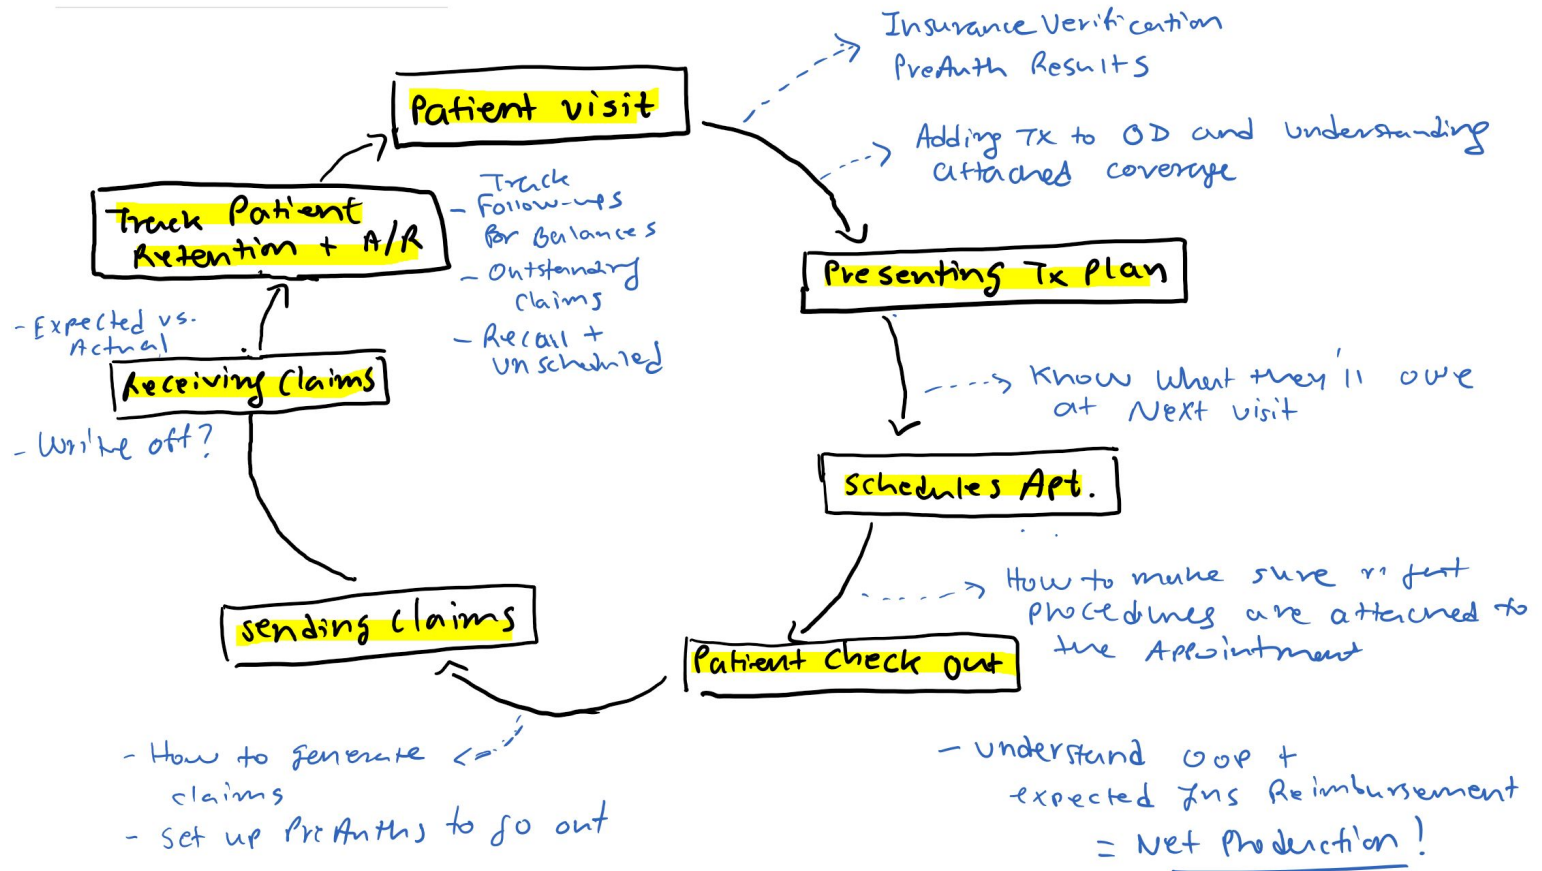 Insurance Verification
PreAuth Results
Patient visit
Adding Tx to OD and understanding
attached coverage
Track
- Follow-ups
for Balances
- Outstanding
Claims
- Recall +
unscheduled
Track Patient
Retention + A/R
Presenting Tx Plan
- Expected vs.
Actual
Receiving Claims
- Write off?
Know what they'll owe
at Next visit
Schedules Apt.
How to make sure right
procedures are attached to
the Appointment
Sending Claims
Patient Check Out
- How to generate
claims
- Set up PreAuths to go out
- understand OOP +
expected Ins Reimbursement
= Net Production!